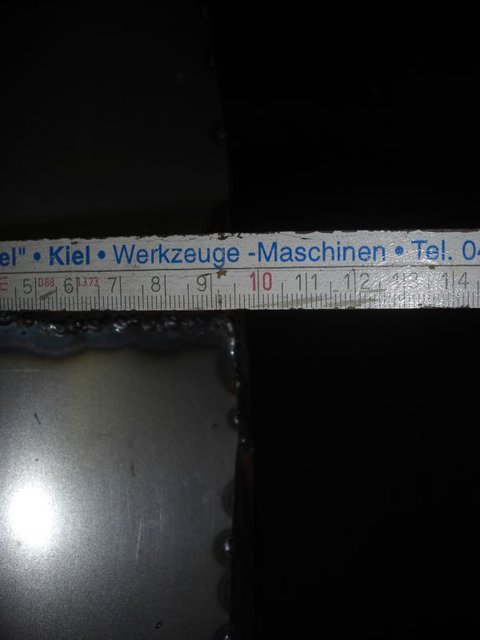 el" • Kiel • Werkzeuge -Maschinen • Tel. 04
5 6 7 8 9 10 11 12 13 14